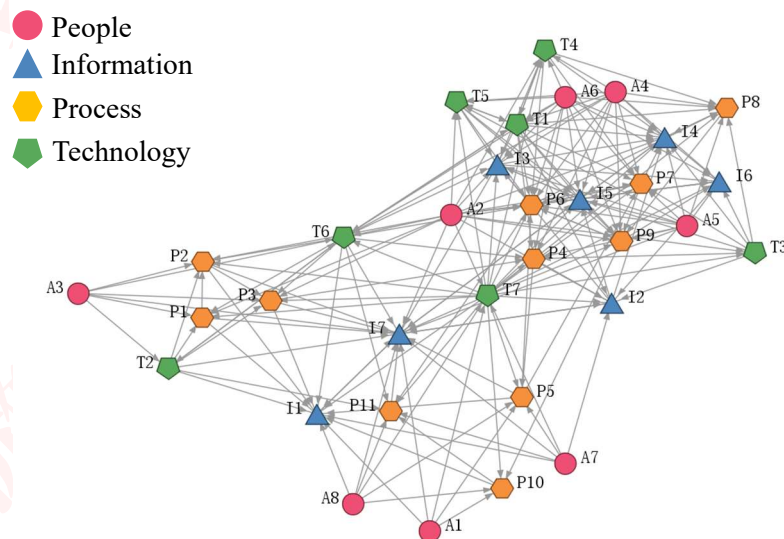 People
Information
Process
Technology
T4
A6
A4
T5
P8
T1
I4
I3
P7
I6
P6
I5
A2
A5
T6
P9
T3
P2
P4
A3
P3
T7
I2
P1
I7
T2
P5
I1
P11
A7
P10
A8
A1